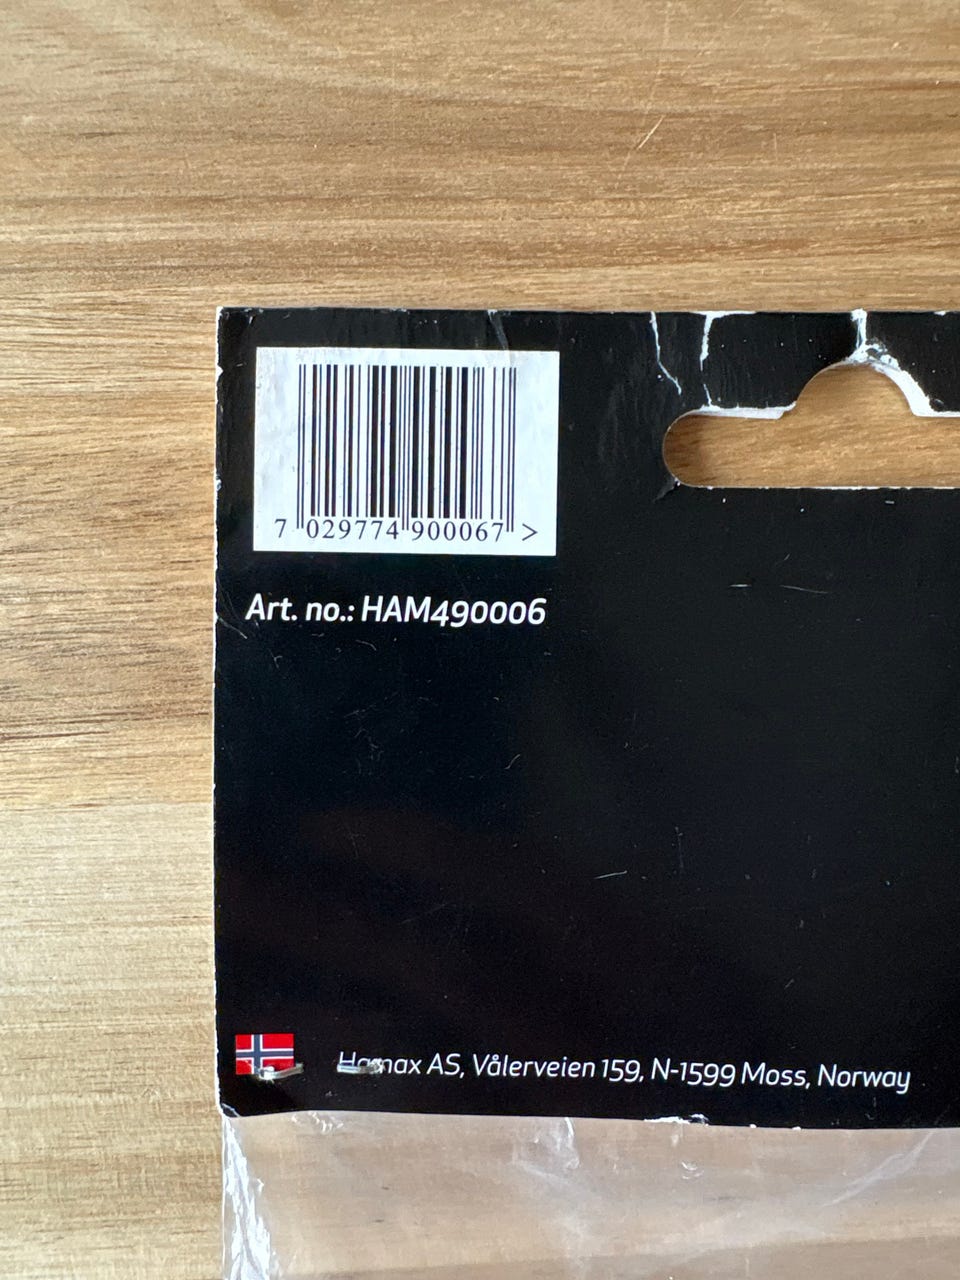 7 029774 900067 >
Art. no.: HAM490006
Hamax AS, Vålerveien 159, N-1599 Moss, Norway